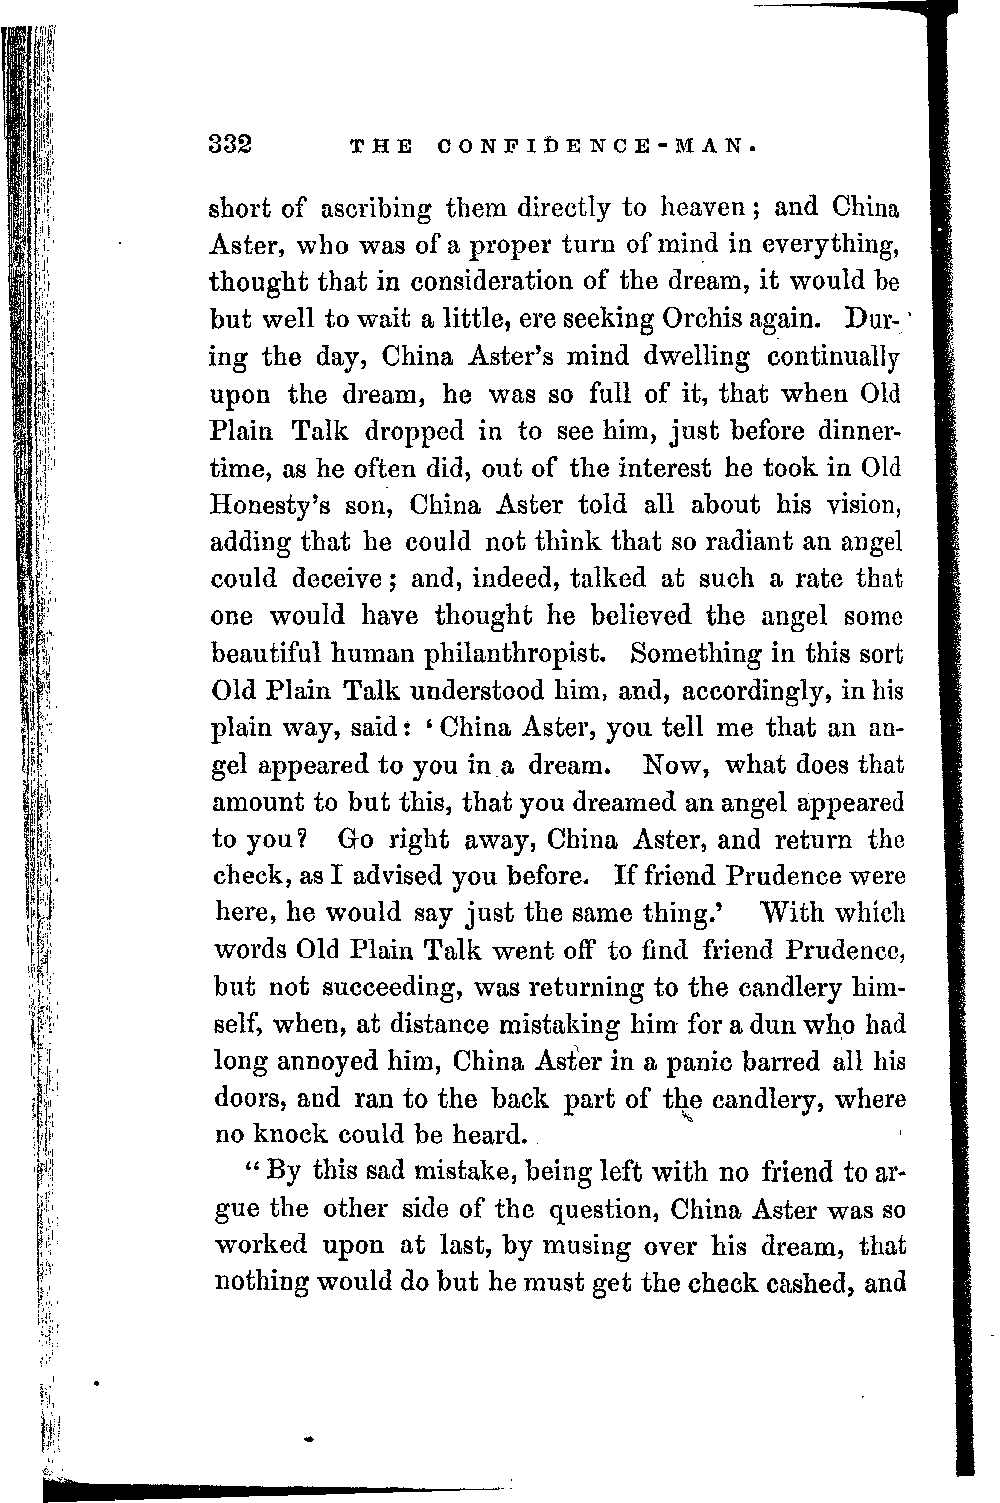 332 THE CONFIDENCE-MAN.
short of ascribing them directly to heaven; and China
Aster, who was of a proper turn of mind in everything,
thought that in consideration of the dream, it would be
but well to wait a little, ere seeking Orchis again. Dur-
ing the day, China Aster's mind dwelling continually
upon the dream, he was so full of it, that when Old
Plain Talk dropped in to see him, just before dinner-
time, as he often did, out of the interest he took in Old
Honesty's son, China Aster told all about his vision,
adding that he could not think that so radiant an angel
could deceive; and, indeed, talked at such a rate that
one would have thought he believed the angel some
beautiful human philanthropist. Something in this sort
Old Plain Talk understood him, and, accordingly, in his
plain way, said: ‘China Aster, you tell me that an an-
gel appeared to you in a dream. Now, what does that
amount to but this, that you dreamed an angel appeared
to you? Go right away, China Aster, and return the
check, as I advised you before. If friend Prudence were
here, he would say just the same thing.’ With which
words Old Plain Talk went off to find friend Prudence,
but not succeeding, was returning to the candlery him-
self, when, at distance mistaking him for a dun who had
long annoyed him, China Aster in a panic barred all his
doors, and ran to the back part of the candlery, where
no knock could be heard.
“By this sad mistake, being left with no friend to ar-
gue the other side of the question, China Aster was so
worked upon at last, by musing over his dream, that
nothing would do but he must get the check cashed, and